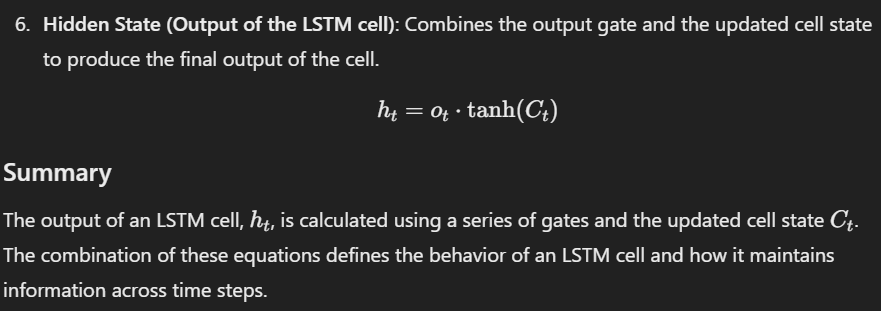 6. Hidden State (Output of the LSTM cell): Combines the output gate and the updated cell state
to produce the final output of the cell.
hₜ = oₜ · tanh(Cₜ)
Summary
The output of an LSTM cell, hₜ, is calculated using a series of gates and the updated cell state Cₜ.
The combination of these equations defines the behavior of an LSTM cell and how it maintains
information across time steps.